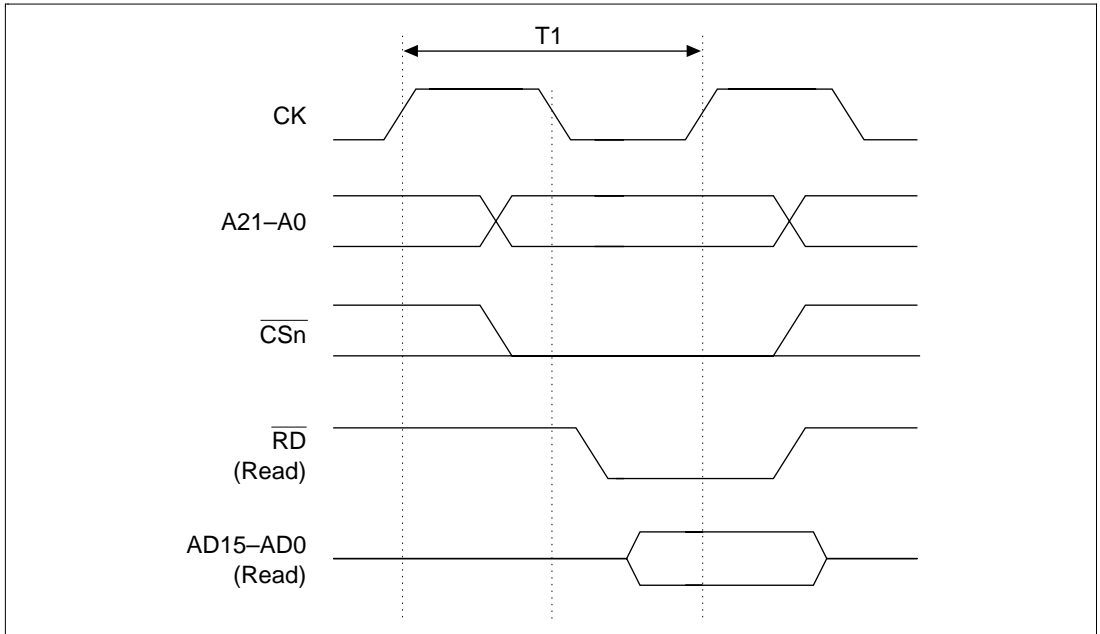 T1
CK
A21–A0
CSn
RD
(Read)
AD15–AD0
(Read)